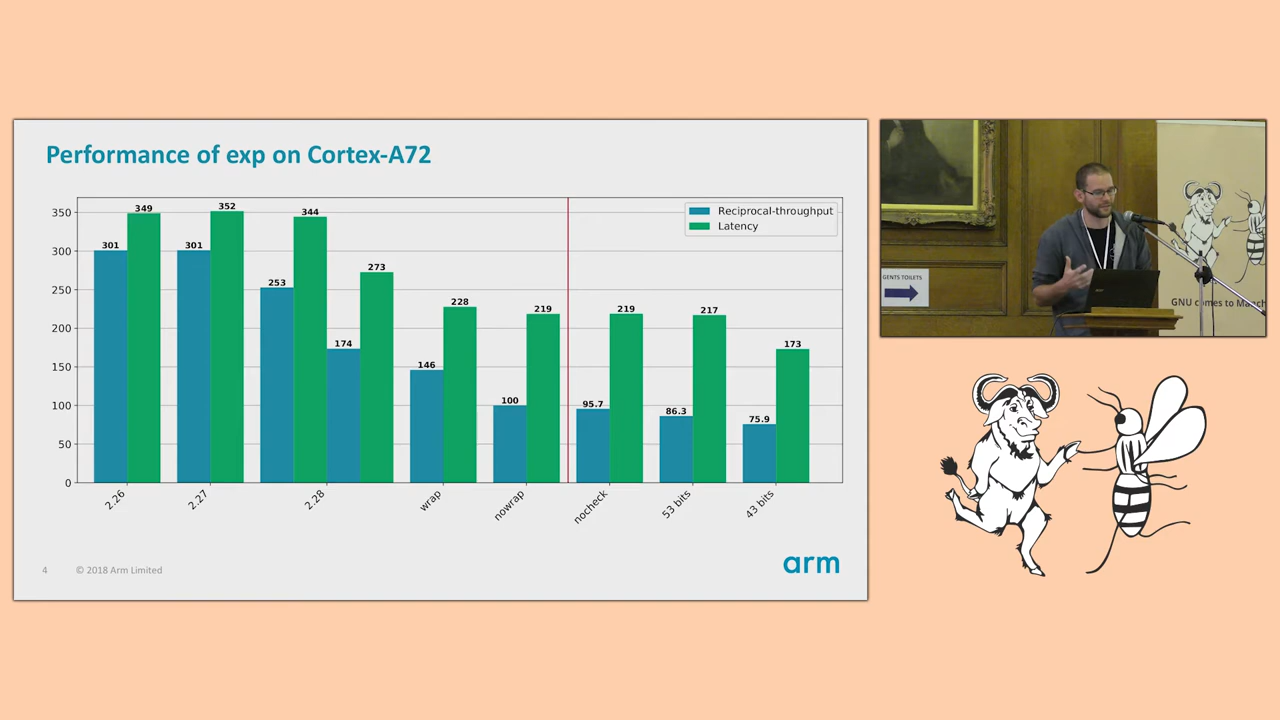 Performance of exp on Cortex-A72
Reciprocal-throughput
Latency
350
300
250
200
150
100
50
0
301
349
301
352
253
344
174
273
146
228
100
219
95.7
219
86.3
217
75.9
173
2.26
2.27
2.28
wrap
nowrap
nocheck
53 bits
43 bits
4
© 2018 Arm Limited
arm
GENTS TOILETS
GNU comes to Manch